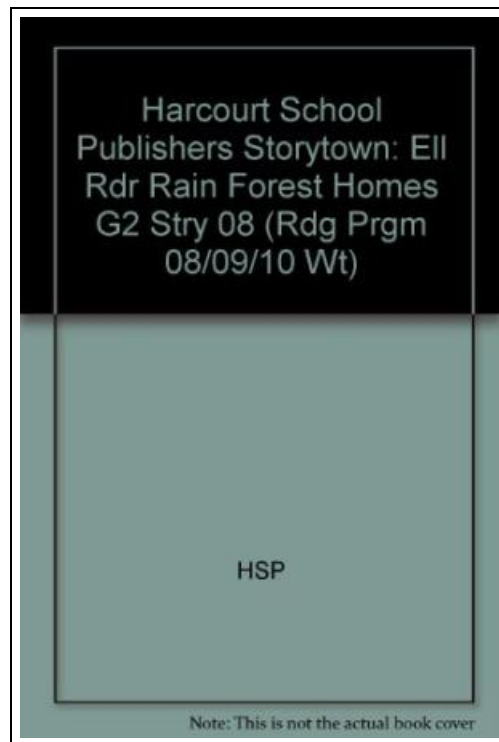 Harcourt School
Publishers Storytown: Ell
Rdr Rain Forest Homes
G2 Stry 08 (Rdg Prgm
08/09/10 Wt)
HSP
Note: This is not the actual book cover